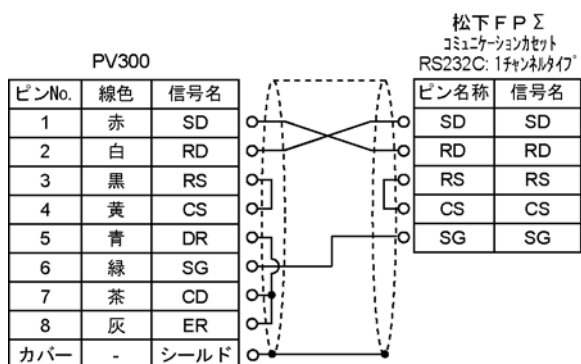 松下ＦＰΣ
コミュニケーションカセット
RS232C: 1チャンネルタイプ
PV300
ピンNo. 線色 信号名
1 赤 SD
2 白 RD
3 黒 RS
4 黄 CS
5 青 DR
6 緑 SG
7 茶 CD
8 灰 ER
カバー - シールド
ピン名称 信号名
SD SD
RD RD
RS RS
CS CS
SG SG